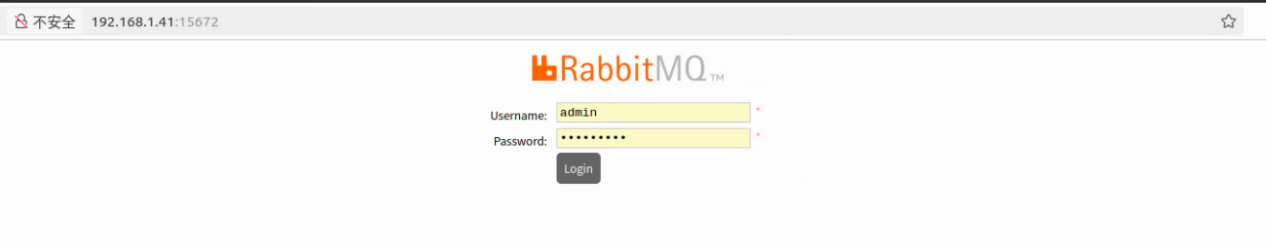 不安全 192.168.1.41:15672
RabbitMQ TM
Username: admin *
Password: ••••••••• *
Login